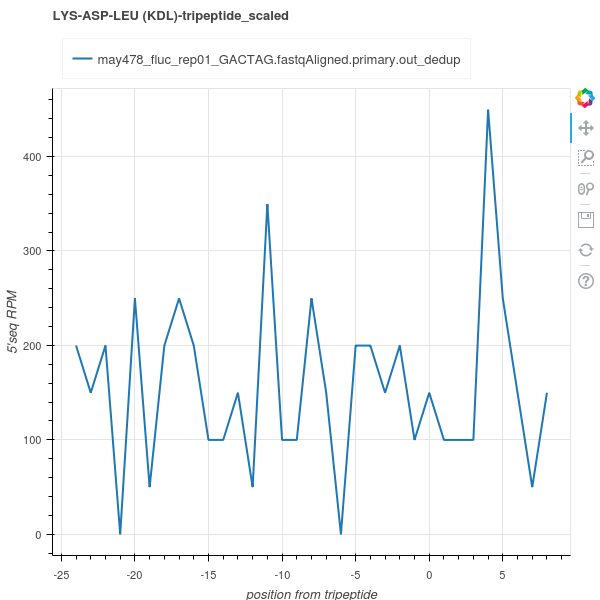 LYS-ASP-LEU (KDL)-tripeptide_scaled
may478_fluc_rep01_GACTAG.fastqAligned.primary.out_dedup
400
300
200
100
0
5'seq RPM
-25 -20 -15 -10 -5 0 5
position from tripeptide